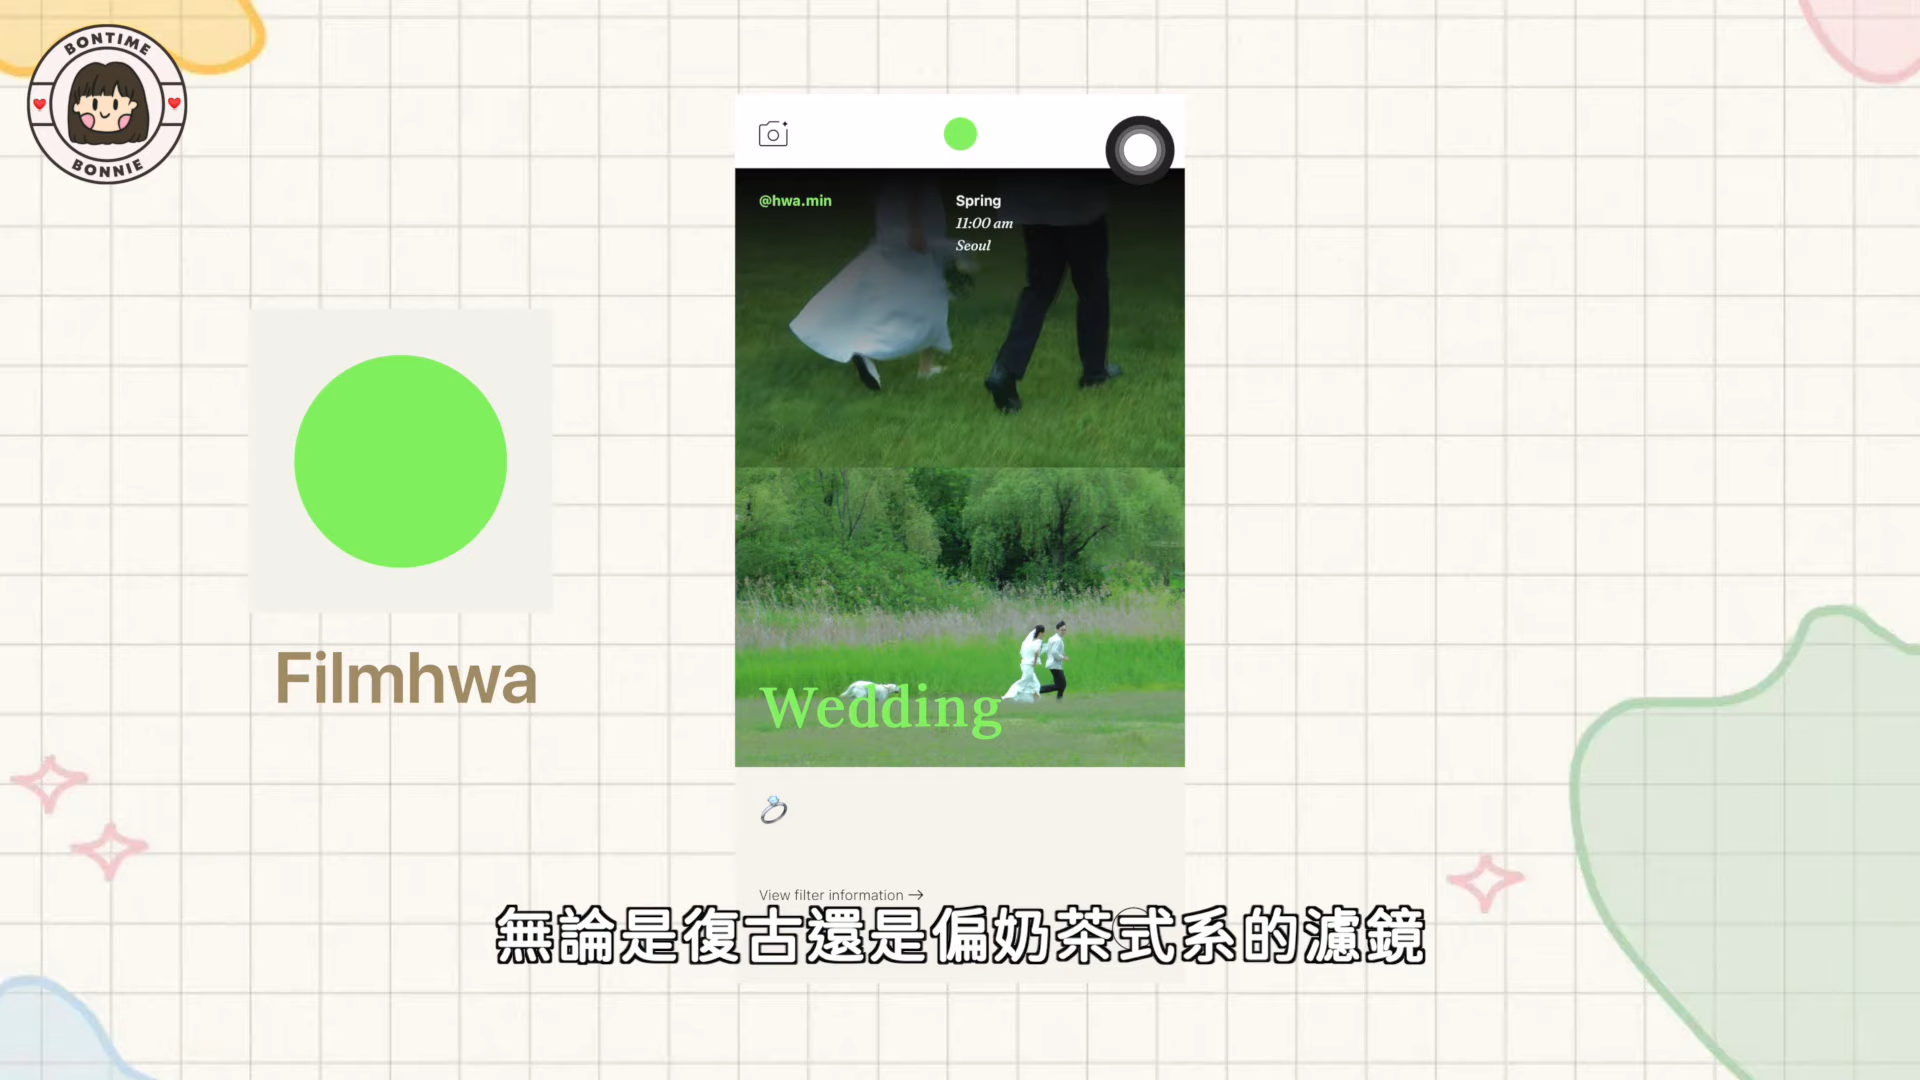 BONTIME
BONNIE
@hwa.min
Spring
11:00 am
Seoul
Filmhwa
Wedding
View filter information →
無論是復古還是偏奶茶式系的濾鏡